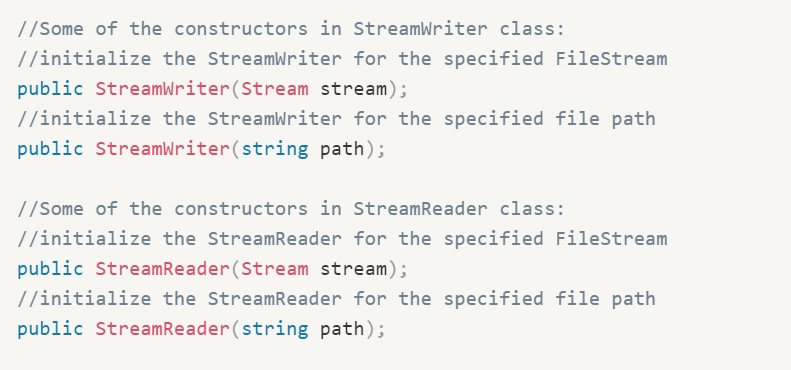 //Some of the constructors in StreamWriter class:
//initialize the StreamWriter for the specified FileStream
public StreamWriter(Stream stream);
//initialize the StreamWriter for the specified file path
public StreamWriter(string path);

//Some of the constructors in StreamReader class:
//initialize the StreamReader for the specified FileStream
public StreamReader(Stream stream);
//initialize the StreamReader for the specified file path
public StreamReader(string path);